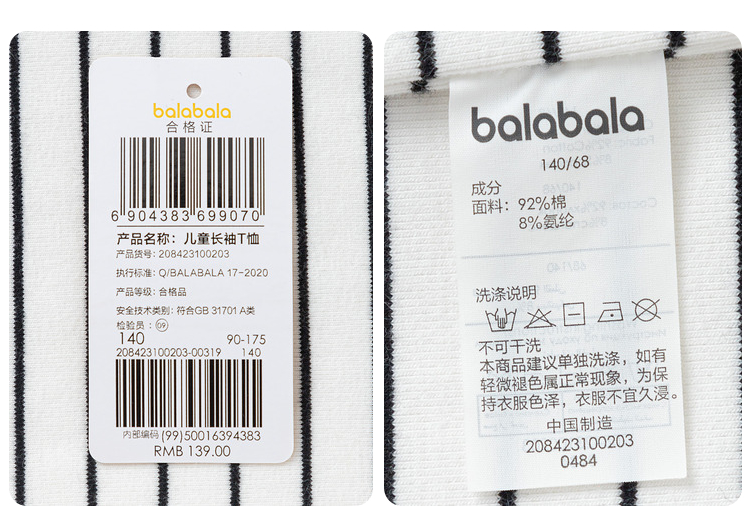 balabala
合格证
6 904383 699070
产品名称：儿童长袖T恤
产品货号：208423100203
执行标准：Q/BALABALA 17-2020
产品等级：合格品
安全技术类别：符合GB 31701 A类
检验员：09
140 90-175
208423100203-00319 140
内部编码 (99)50016394383
RMB 139.00
balabala
140/68
成分
面料：92%棉
8%氨纶
洗涤说明
不可干洗
本商品建议单独洗涤，如有
轻微褪色属正常现象，为保
持衣服色泽，衣服不宜久浸。
中国制造
208423100203
0484